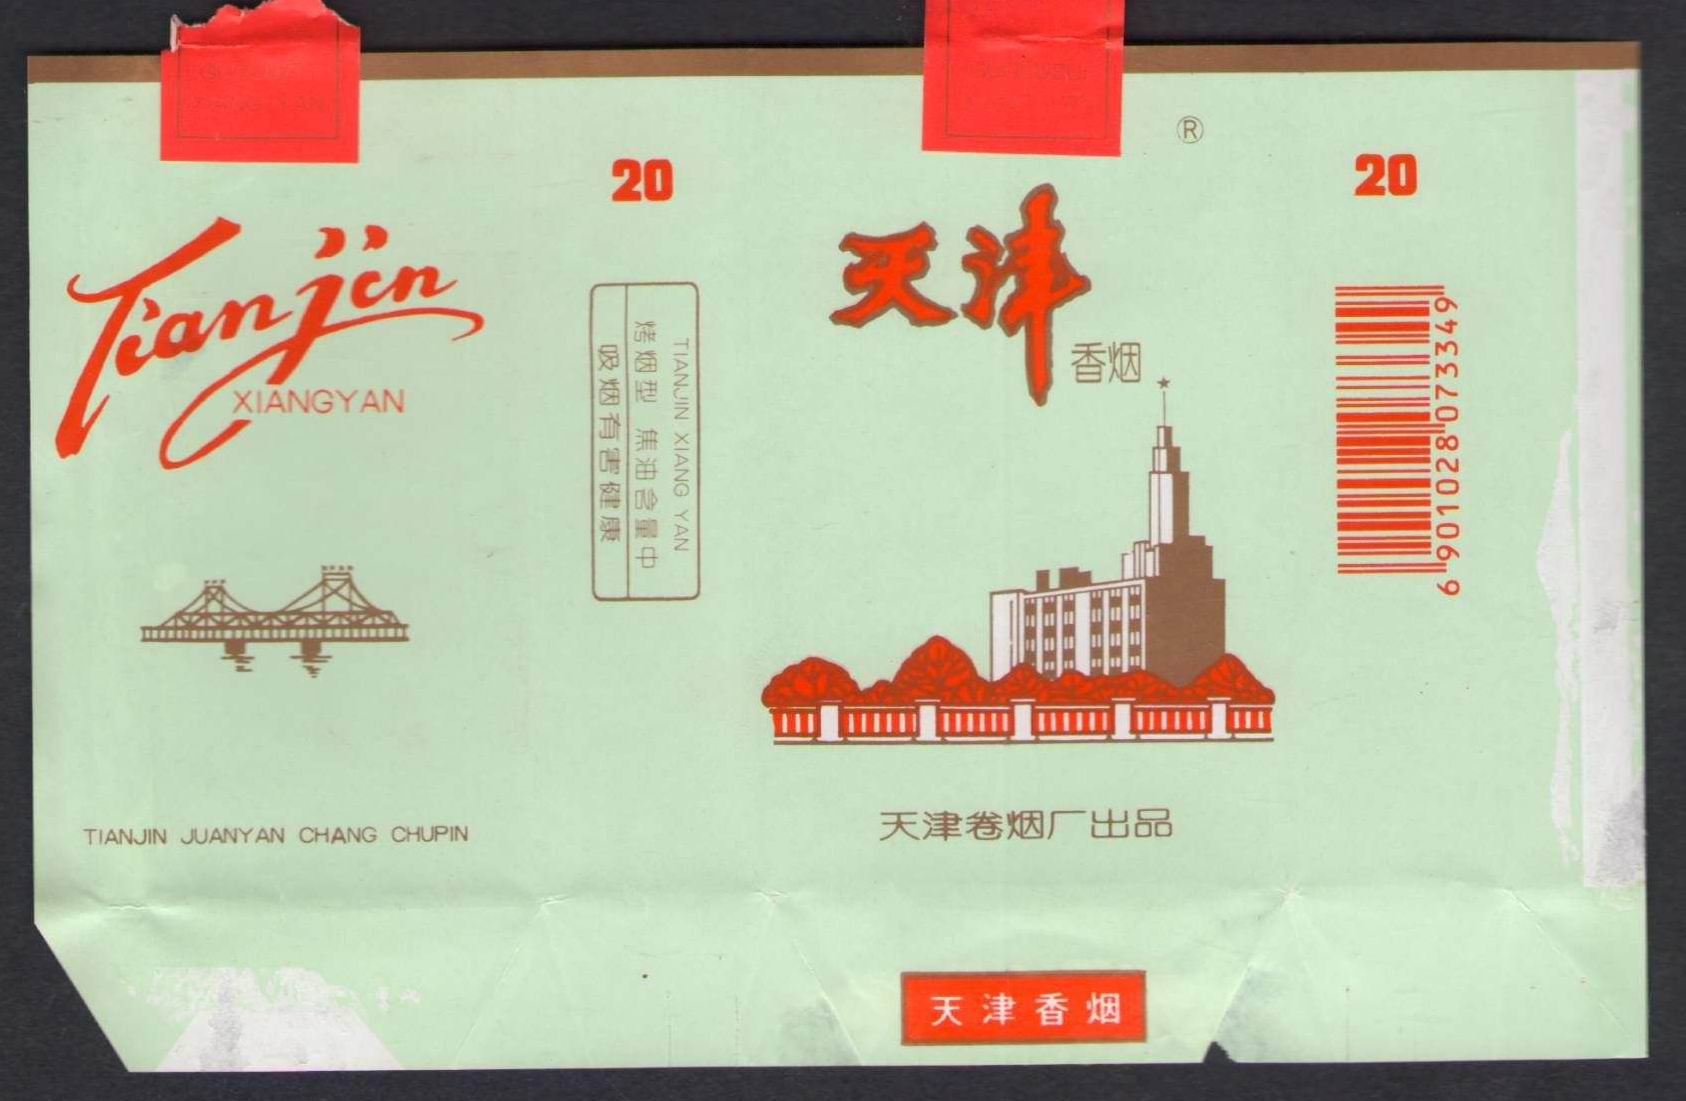 Tianjin
XIANGYAN
TIANJIN JUANYAN CHANG CHUPIN
20
TIANJIN XIANG YAN
烤烟型 焦油含量中
吸烟有害健康
®
天津
香烟
天津卷烟厂出品
天津香烟
20
6901028073349